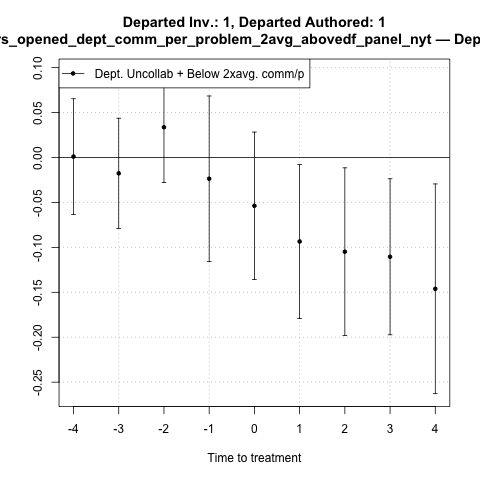 Departed Inv.: 1, Departed Authored: 1
rs_opened_dept_comm_per_problem_2avg_abovedf_panel_nyt — Dep
Dept. Uncollab + Below 2xavg. comm/p
0.10
0.05
0.00
-0.05
-0.10
-0.15
-0.20
-0.25
-4 -3 -2 -1 0 1 2 3 4
Time to treatment